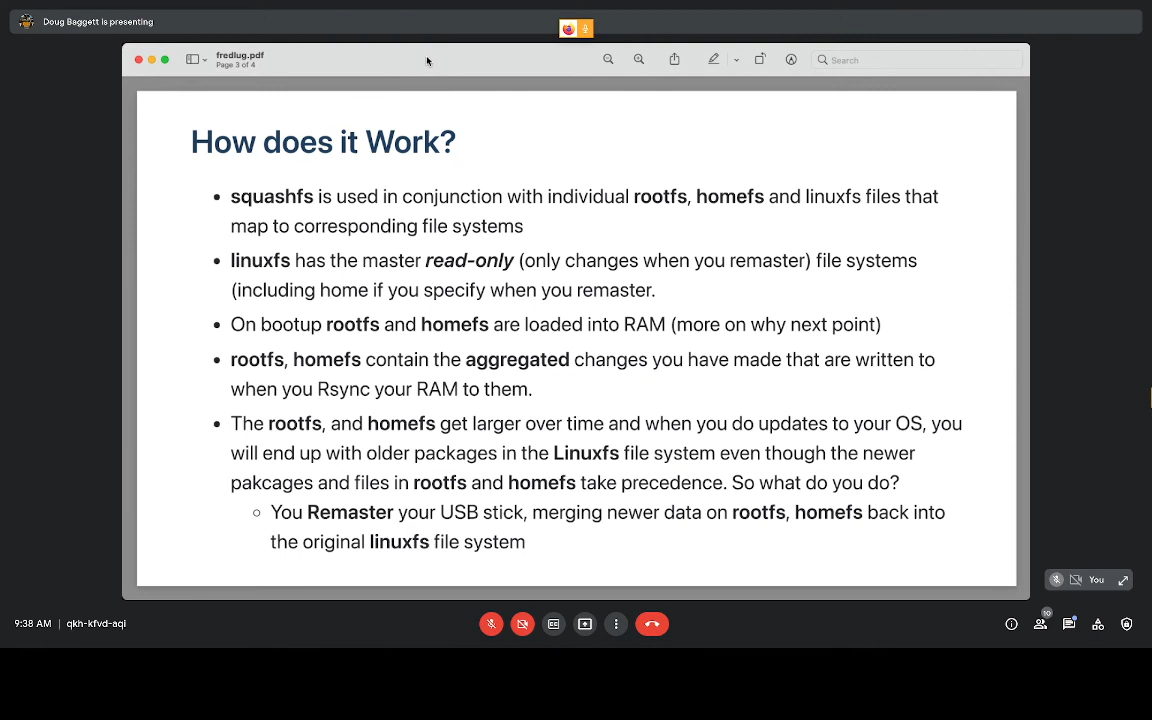 Doug Baggett is presenting
fredlug.pdf
Page 3 of 4
Search
How does it Work?
• squashfs is used in conjunction with individual rootfs, homefs and linuxfs files that
map to corresponding file systems
• linuxfs has the master read-only (only changes when you remaster) file systems
(including home if you specify when you remaster.
• On bootup rootfs and homefs are loaded into RAM (more on why next point)
• rootfs, homefs contain the aggregated changes you have made that are written to
when you Rsync your RAM to them.
• The rootfs, and homefs get larger over time and when you do updates to your OS, you
will end up with older packages in the Linuxfs file system even though the newer
pakcages and files in rootfs and homefs take precedence. So what do you do?
○ You Remaster your USB stick, merging newer data on rootfs, homefs back into
the original linuxfs file system
You
9:38 AM | qkh-kfvd-aqi
10